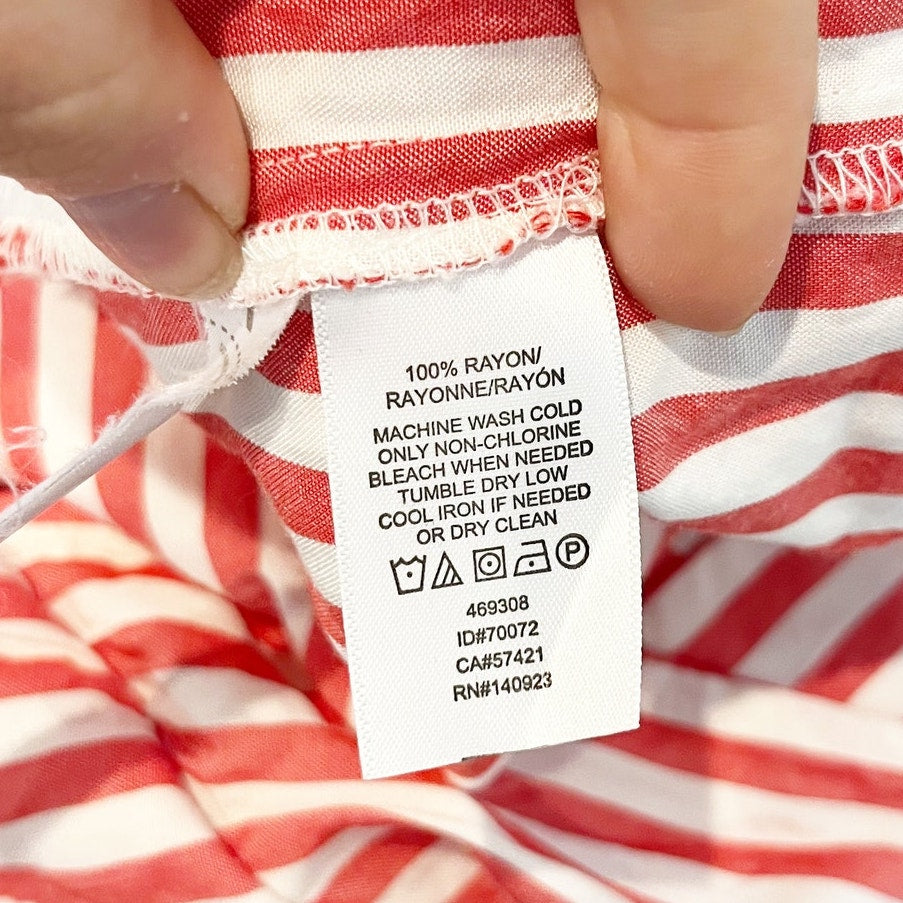 100% RAYON/
RAYONNE/RAYÓN
MACHINE WASH COLD
ONLY NON-CHLORINE
BLEACH WHEN NEEDED
TUMBLE DRY LOW
COOL IRON IF NEEDED
OR DRY CLEAN
P
469308
ID#70072
CA#57421
RN#140923